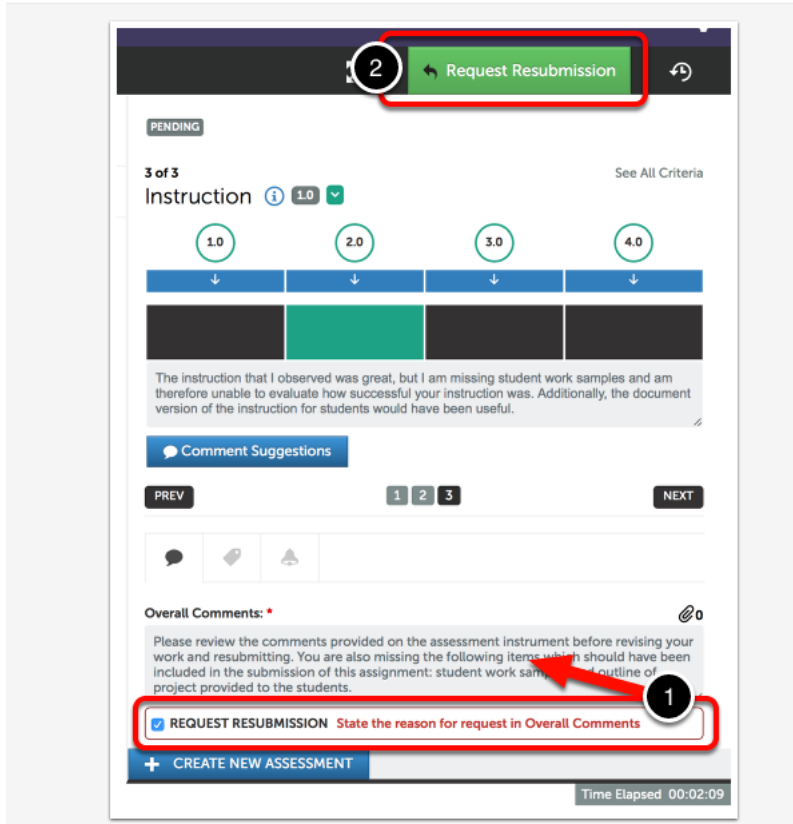 2
Request Resubmission
PENDING
3 of 3
See All Criteria
Instruction i 1.0
1.0 2.0 3.0 4.0
The instruction that I observed was great, but I am missing student work samples and am
therefore unable to evaluate how successful your instruction was. Additionally, the document
version of the instruction for students would have been useful.
Comment Suggestions
PREV 1 2 3 NEXT
Overall Comments: * 0
Please review the comments provided on the assessment instrument before revising your
work and resubmitting. You are also missing the following items which should have been
included in the submission of this assignment: student work outline of
project provided to the students.
1
REQUEST RESUBMISSION State the reason for request in Overall Comments
+ CREATE NEW ASSESSMENT
Time Elapsed 00:02:09